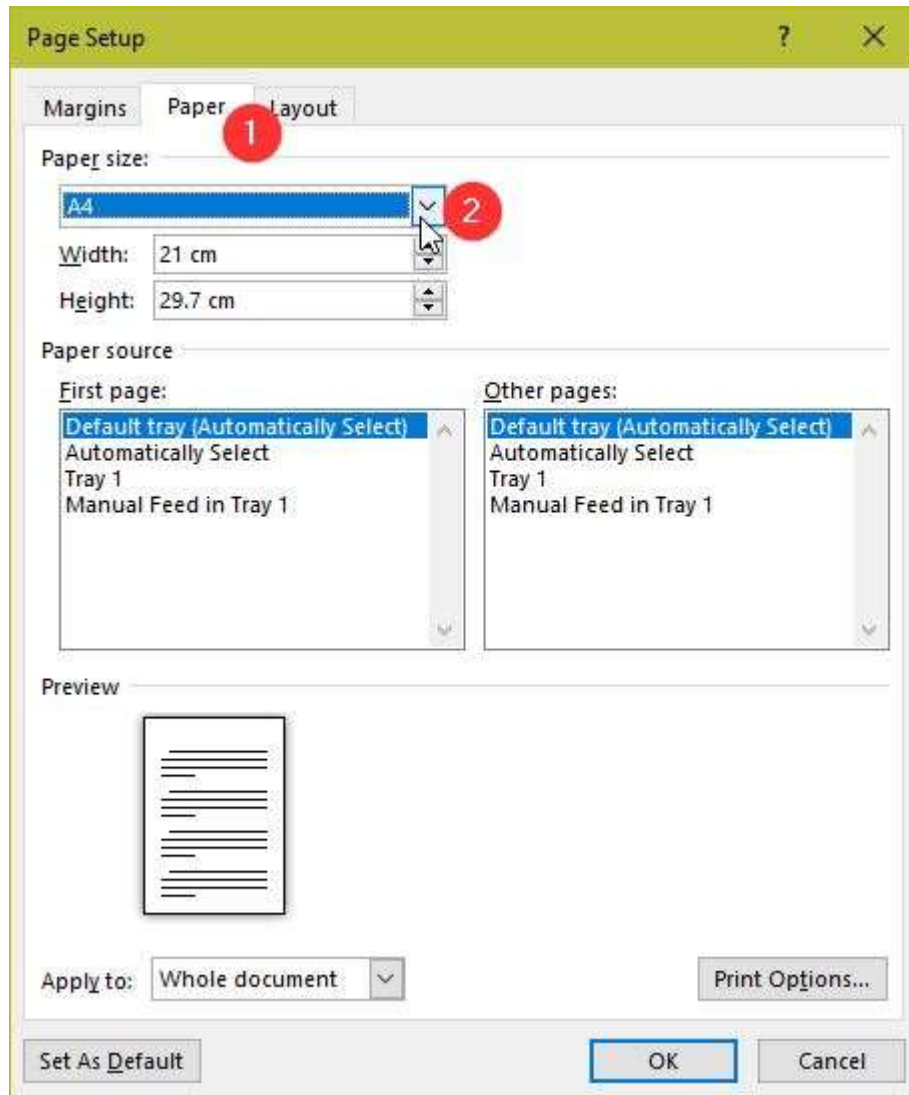 Page Setup ?
Margins Paper Layout
1
Paper size:
A4
2
Width: 21 cm
Height: 29.7 cm
Paper source
First page: Other pages:
Default tray (Automatically Select) Default tray (Automatically Select)
Automatically Select Automatically Select
Tray 1 Tray 1
Manual Feed in Tray 1 Manual Feed in Tray 1
Preview
Apply to: Whole document Print Options...
Set As Default OK Cancel